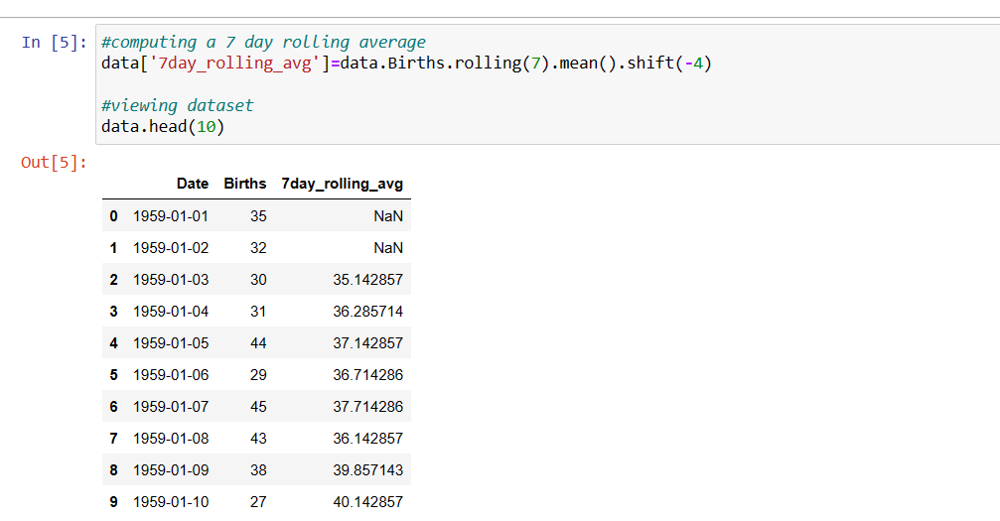 In [5]: #computing a 7 day rolling average
data['7day_rolling_avg']=data.Births.rolling(7).mean().shift(-4)
#viewing dataset
data.head(10)
Out[5]:
Date Births 7day_rolling_avg
0 1959-01-01 35 NaN
1 1959-01-02 32 NaN
2 1959-01-03 30 35.142857
3 1959-01-04 31 36.285714
4 1959-01-05 44 37.142857
5 1959-01-06 29 36.714286
6 1959-01-07 45 37.714286
7 1959-01-08 43 36.142857
8 1959-01-09 38 39.857143
9 1959-01-10 27 40.142857